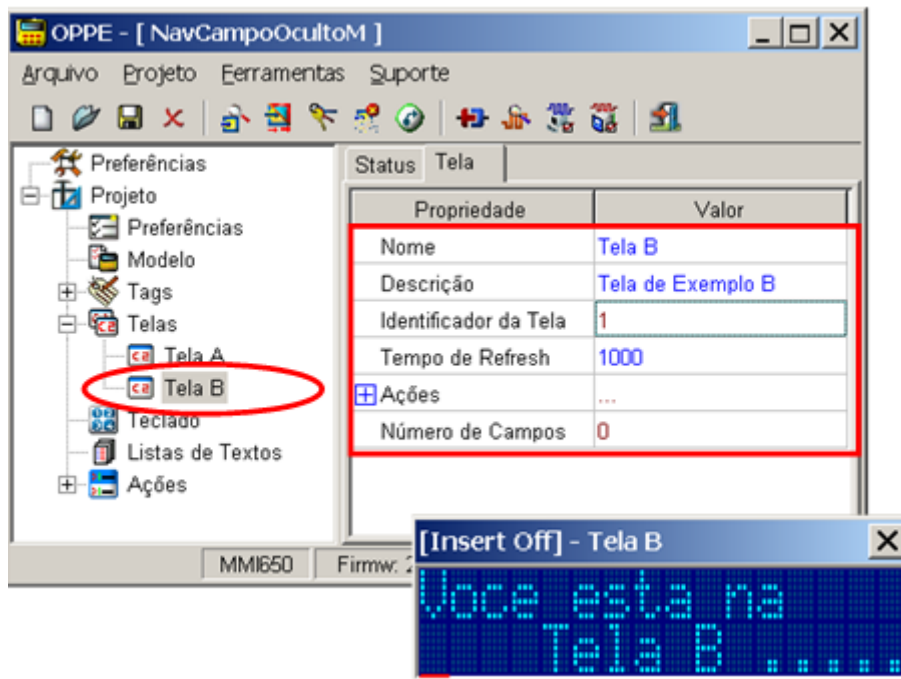 OPPE - [ NavCampoOcultoM ]
Arquivo Projeto Ferramentas Suporte
Preferências
Projeto
Preferências
Modelo
Tags
Telas
Tela A
Tela B
Teclado
Listas de Textos
Ações
Status Tela
Propriedade Valor
Nome Tela B
Descrição Tela de Exemplo B
Identificador da Tela 1
Tempo de Refresh 1000
Ações ...
Número de Campos 0
MMI650 Firmw: 
[Insert Off] - Tela B
Voce esta na
Tela B .....